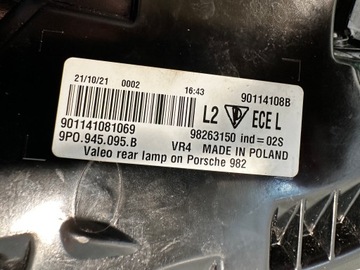 21/10/21 0002 16:43 90114108B
L2 ECE L
901141081069 98263150 ind=02S
9P0.945.095.B VR4 MADE IN POLAND
Valeo rear lamp on Porsche 982